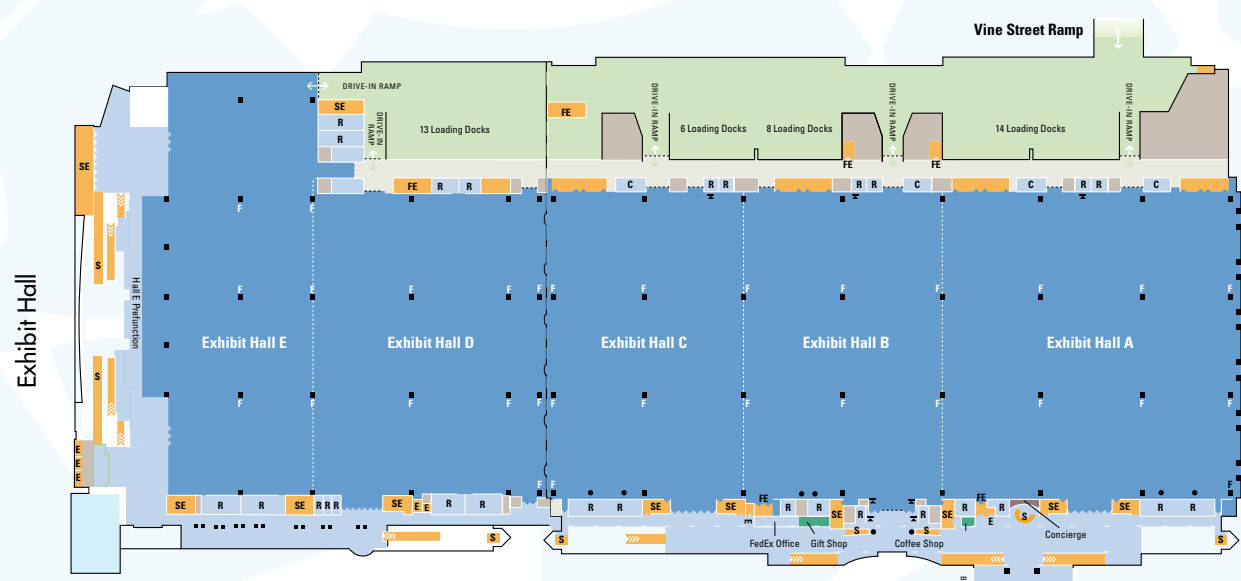 Vine Street Ramp
DRIVE-IN RAMP
SE
R
R
DRIVE-IN
RAMP
13 Loading Docks
FE
DRIVE-IN RAMP
6 Loading Docks
8 Loading Docks
DRIVE-IN RAMP
14 Loading Docks
DRIVE-IN RAMP
FE
FE
SE
FE
R
R
C
R
R
R
R
C
C
R
R
C
F
F
F
F
F
F
F
F
F
F
F
F
S
Exhibit Hall
Hall E Prefunction
F
F
F
F
F
F
F
F
F
F
F
F
Exhibit Hall E
Exhibit Hall D
Exhibit Hall C
Exhibit Hall B
Exhibit Hall A
S
F
F
F
F
F
F
F
F
F
F
F
F
E
E
E
F
F
F
SE
R
R
SE
R
R
R
SE
E
E
R
R
R
R
SE
SE
FE
E
R
R
SE
R
R
SE
R
FE
R
E
S
SE
SE
R
R
S
S
S
S
FedEx Office
Gift Shop
Coffee Shop
Concierge